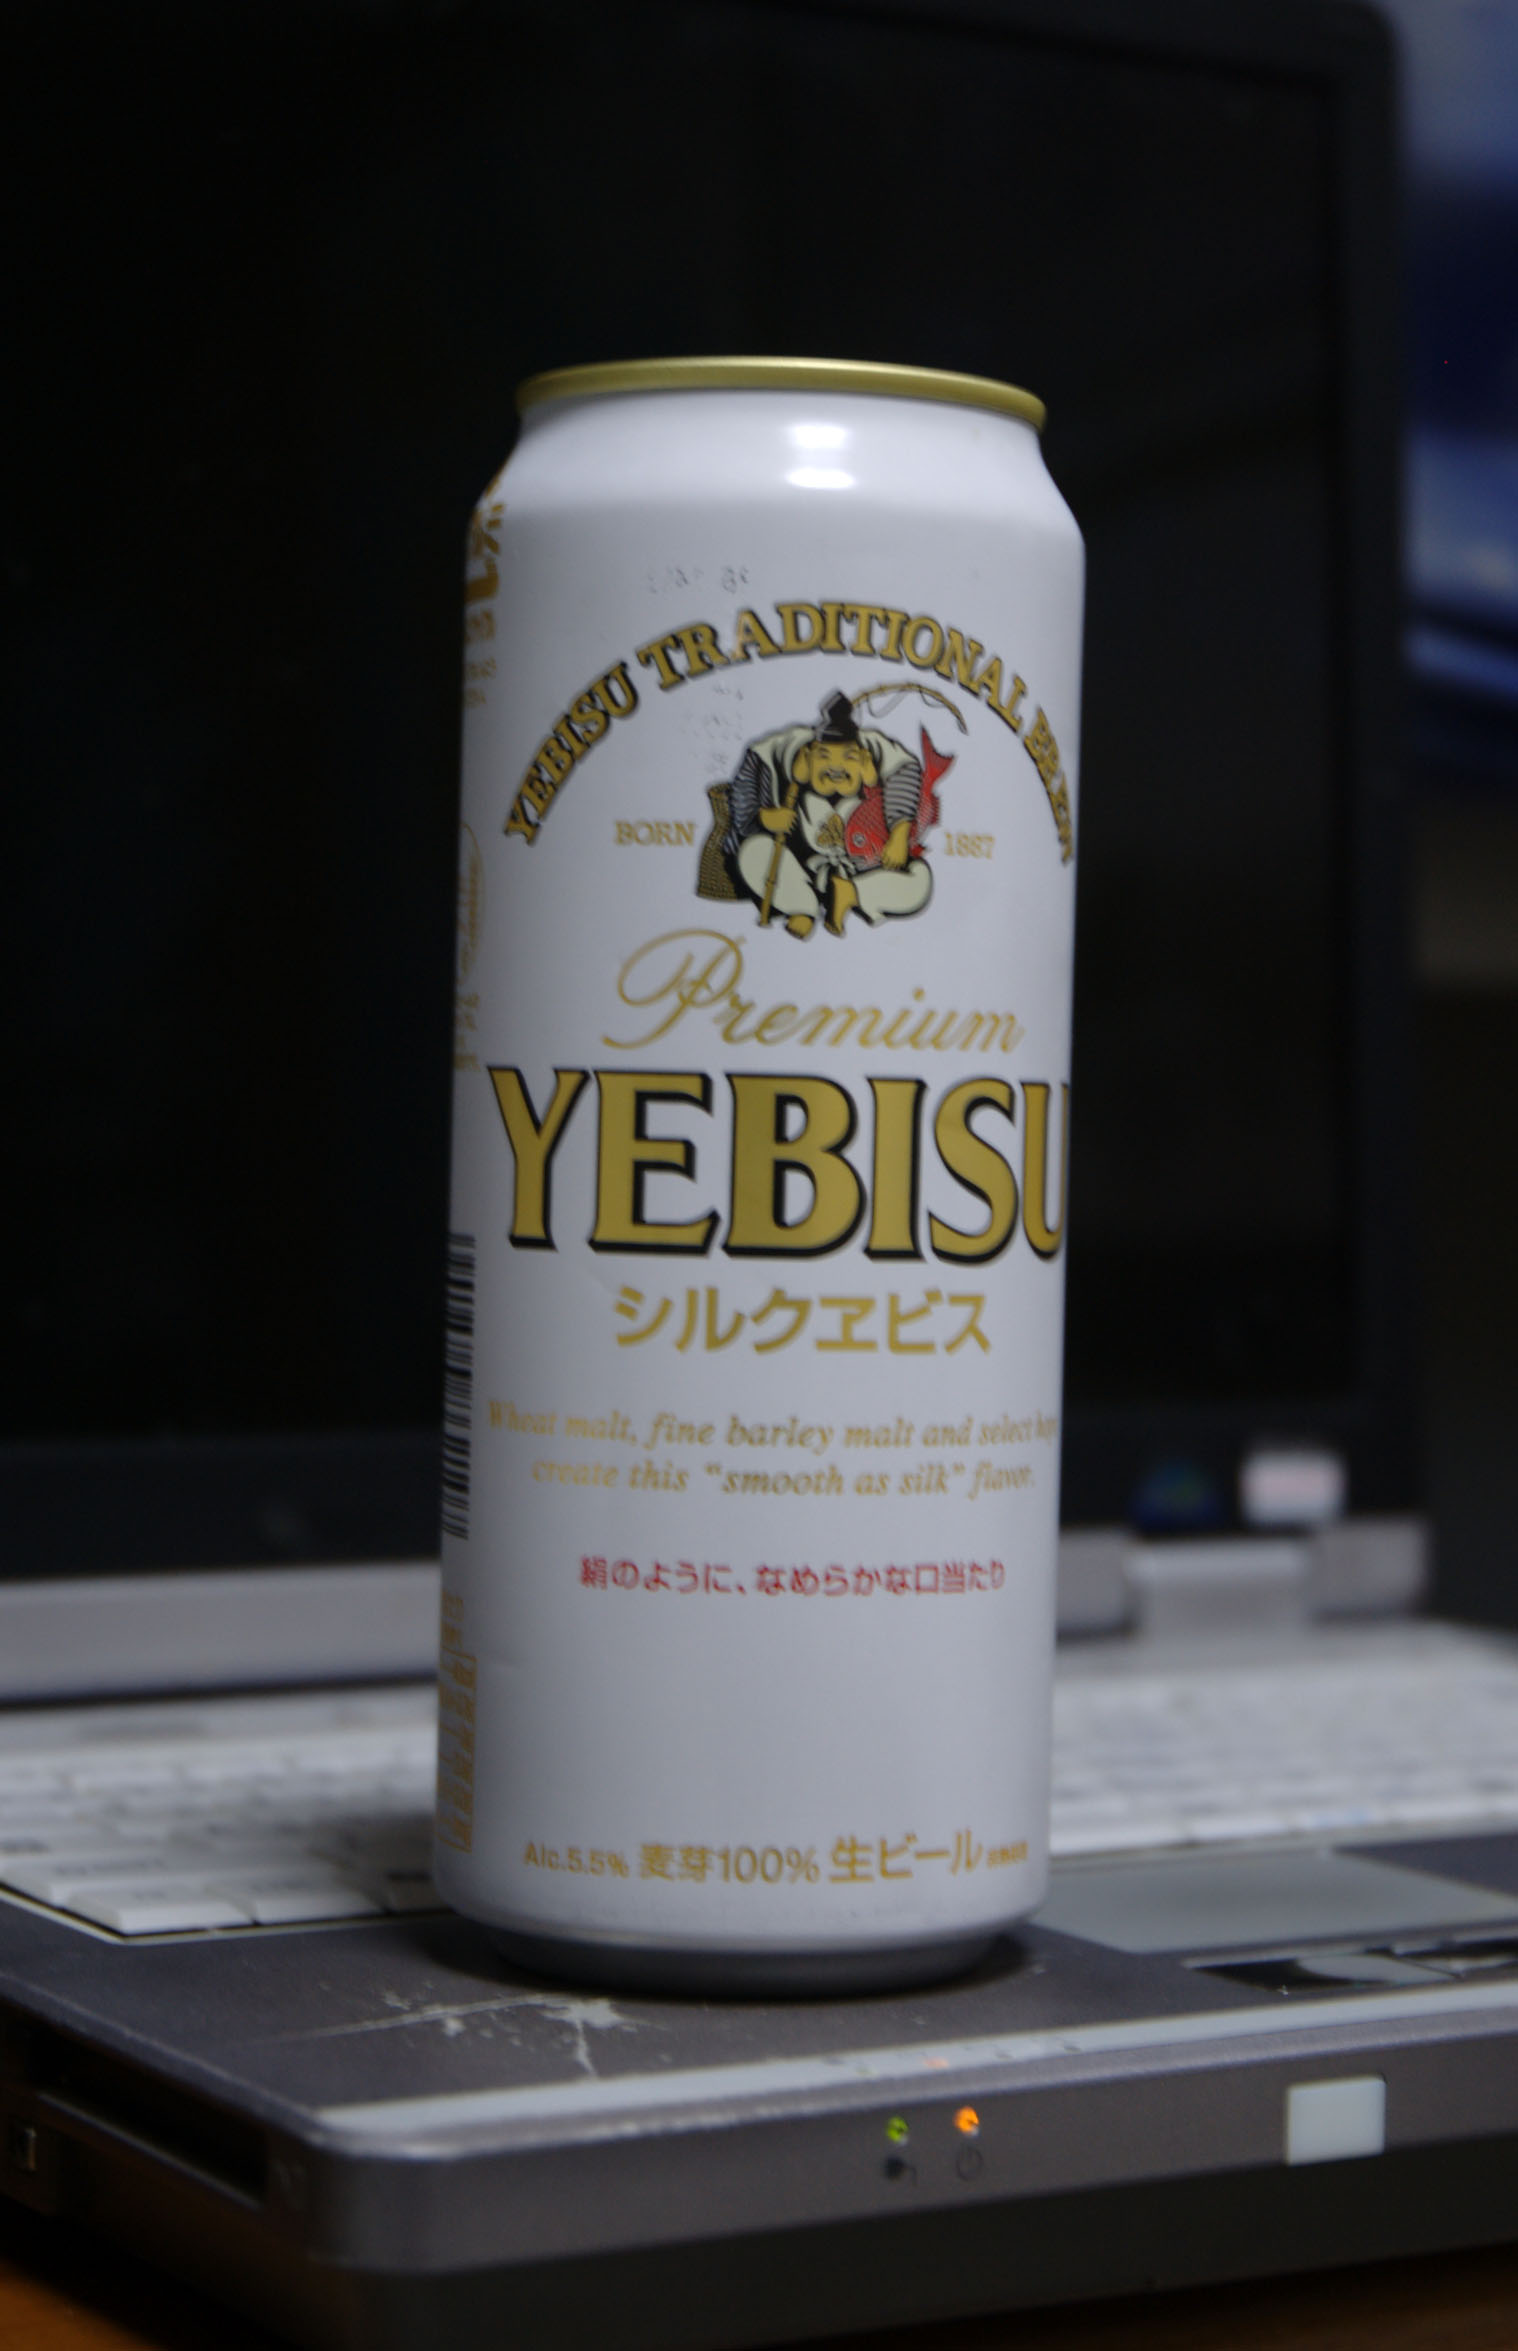 YEBISU TRADITIONAL BREW
BORN 1887
Premium
YEBISU
シルクヱビス
Wheat malt, fine barley malt and select
create this "smooth as silk" flavor.
絹のように、なめらかな口当たり
Alc.5.5% 麦芽100% 生ビール